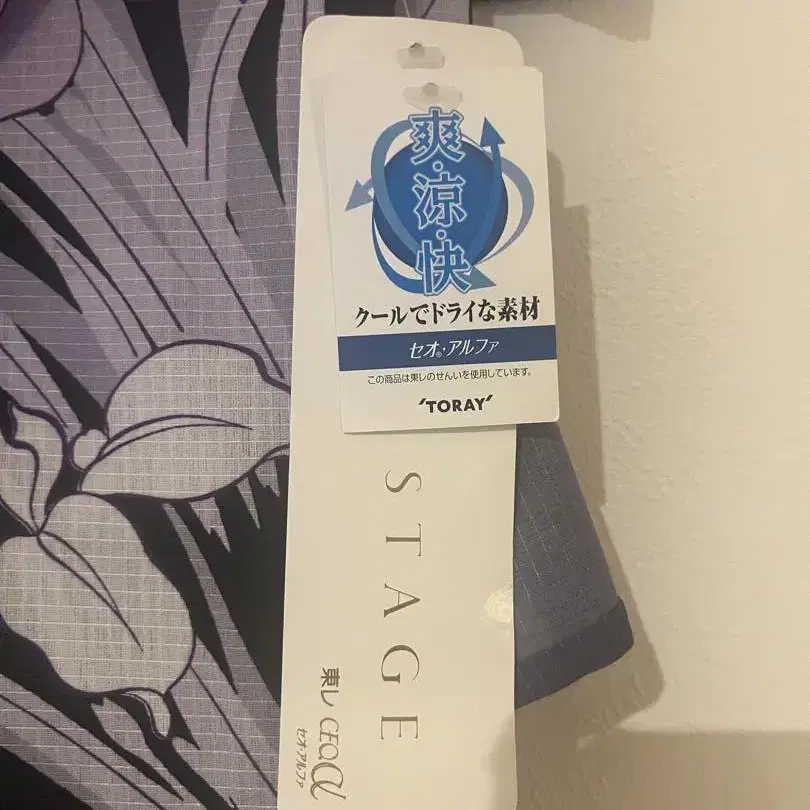 爽・涼・快
クールでドライな素材
セオ®・アルファ
この商品は東レのせんいを使用しています。
'TORAY'
STAGE
東レ CEOα
セオ・アルファ